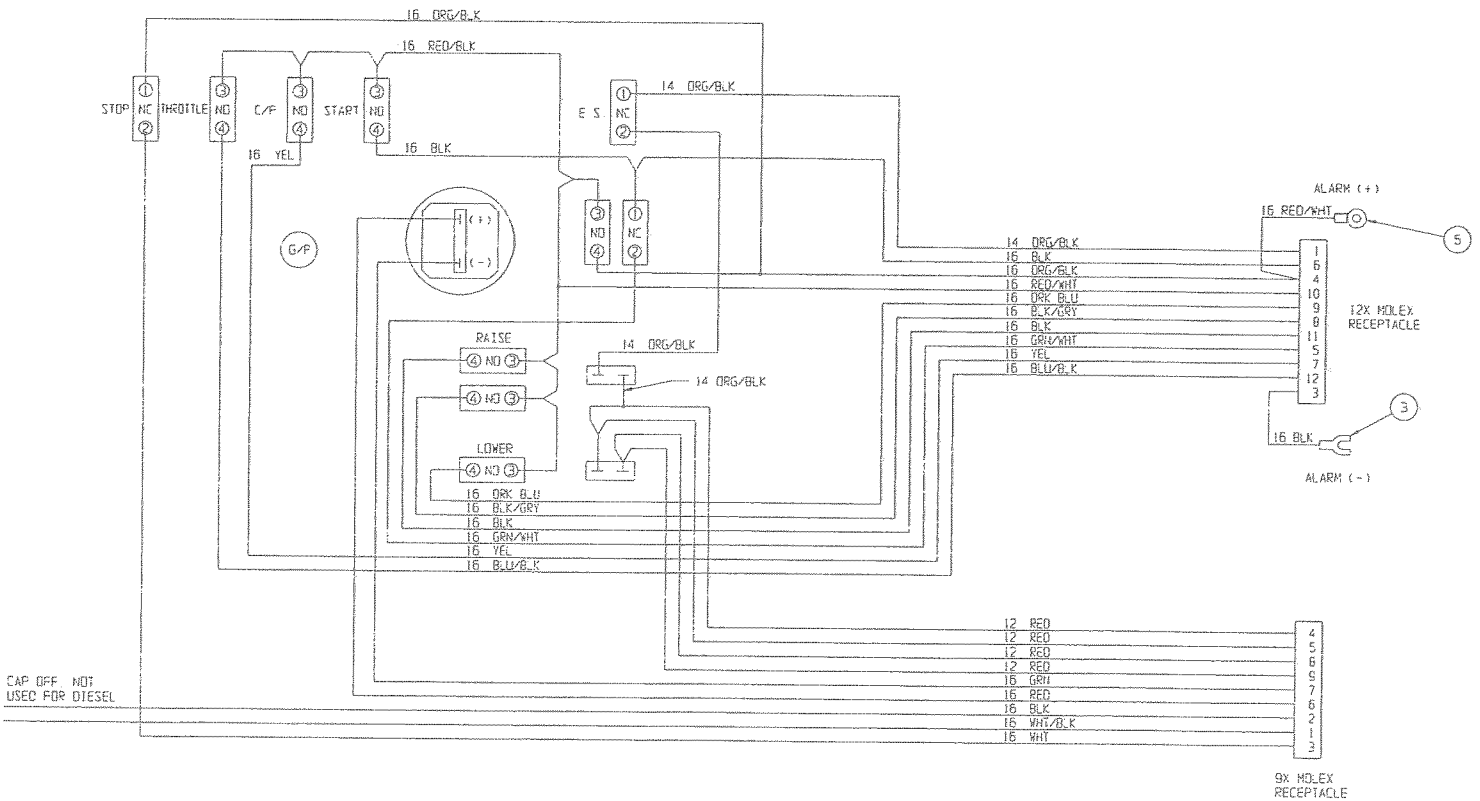 16 ORG/BLK
16 RED/BLK
14 ORG/BLK
STOP
1
NC
2
THROTTLE
3
NO
4
C/P
3
NO
4
START
3
NO
4
E S.
1
NC
2
16 YEL
16 BLK
ALARM (+)
16 RED/WHT
5
G/P
(+)
(-)
3
NO
4
1
NC
2
14 ORG/BLK
16 BLK
16 ORG/BLK
16 RED/WHT
16 DRK BLU
16 BLK/GRY
16 BLK
16 GRN/WHT
16 YEL
16 BLU/BLK
1
6
4
10
9
8
11
5
7
12
3
12X MOLEX
RECEPTACLE
RAISE
4 NO 3
4 NO 3
LOWER
4 NO 3
14 ORG/BLK
14 ORG/BLK
3
16 BLK
ALARM (-)
16 DRK BLU
16 BLK/GRY
16 BLK
16 GRN/WHT
16 YEL
16 BLU/BLK
12 RED
12 RED
12 RED
12 RED
16 GRN
16 RED
16 BLK
16 WHT/BLK
16 WHT
4
5
8
9
7
6
2
1
3
CAP OFF. NOT
USED FOR DIESEL
9X MOLEX
RECEPTACLE